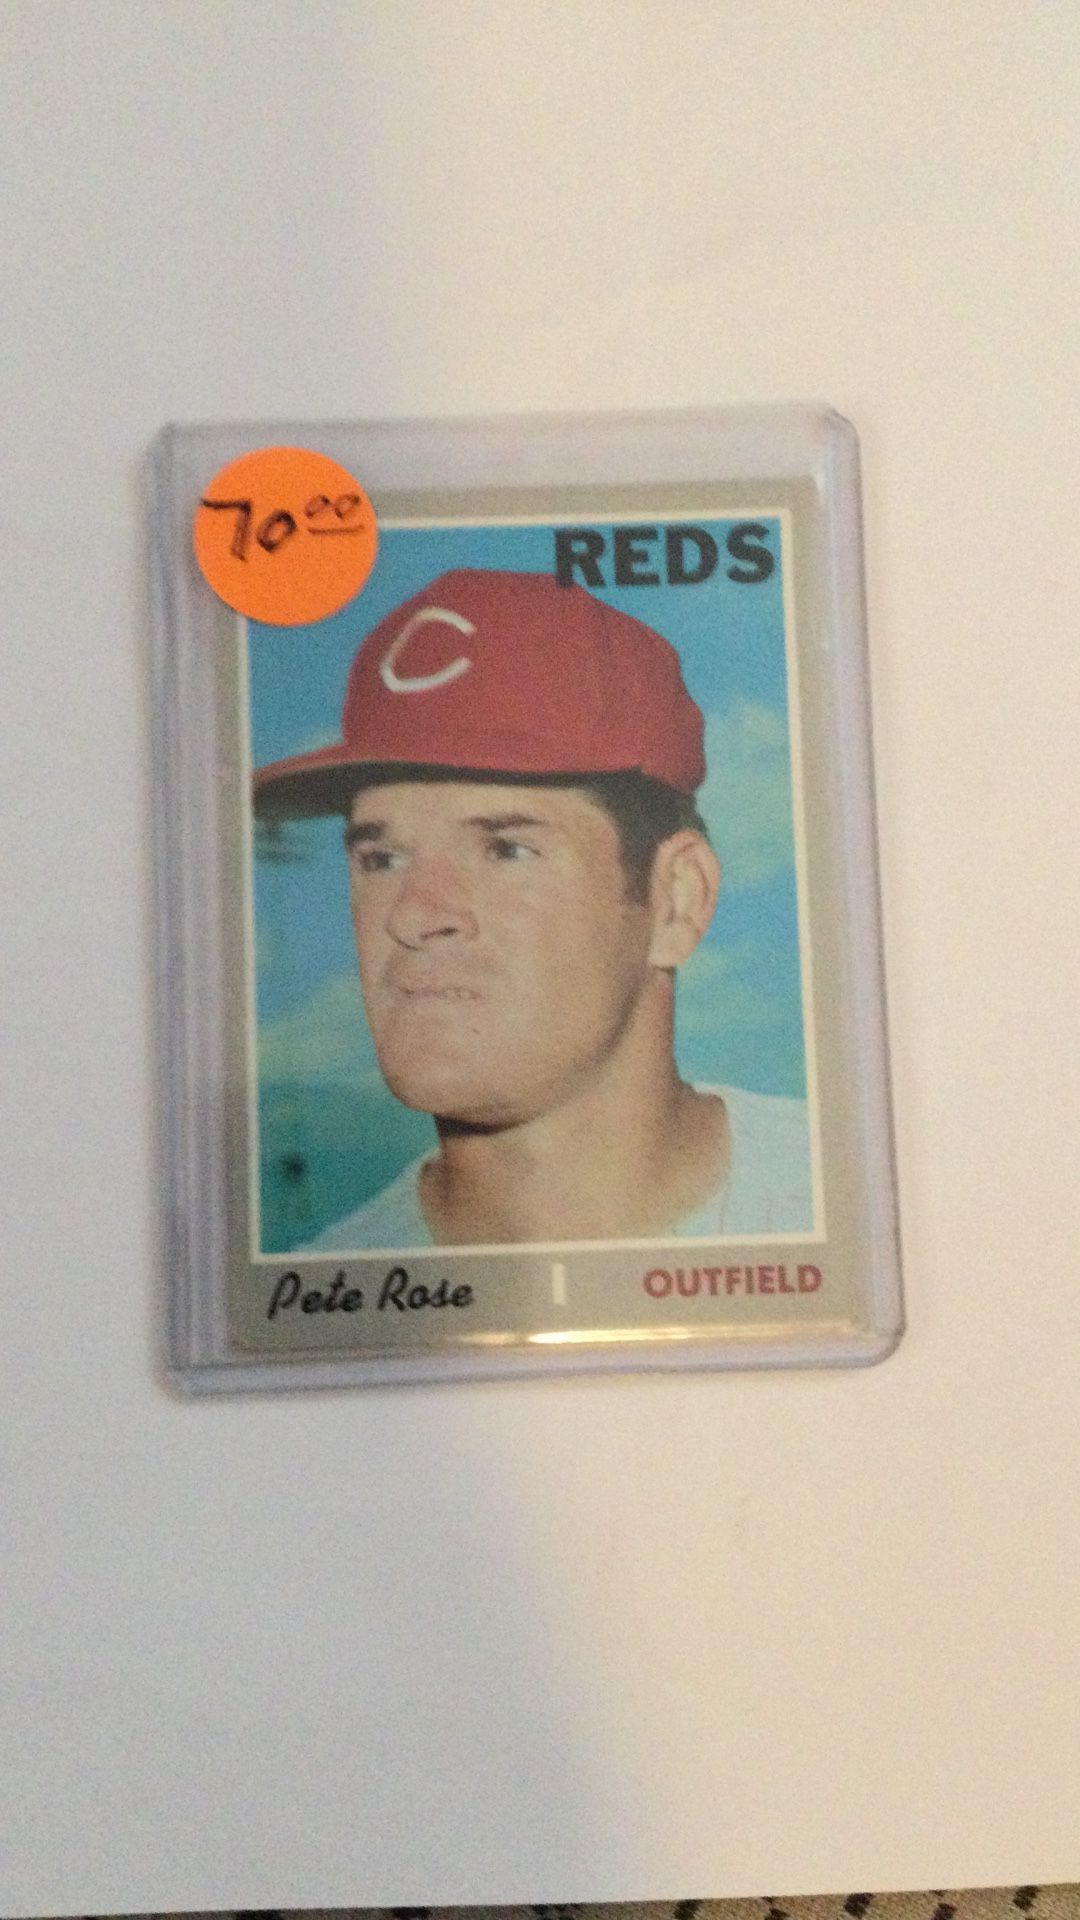 70 00
REDS
C
Pete Rose
OUTFIELD